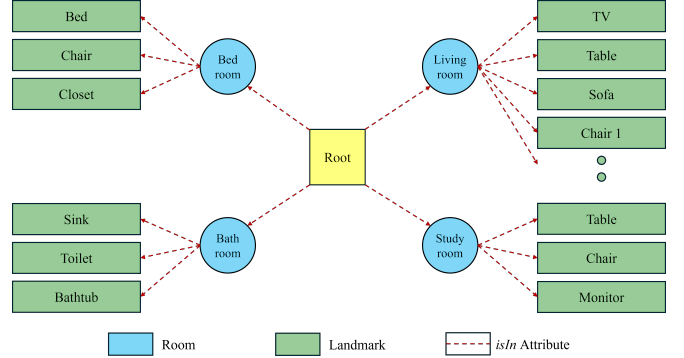 Bed
Chair
Closet
Bed
room
Living
room
TV
Table
Sofa
Chair 1
Root
Sink
Toilet
Bathtub
Bath
room
Study
room
Table
Chair
Monitor
Room
Landmark
isIn Attribute